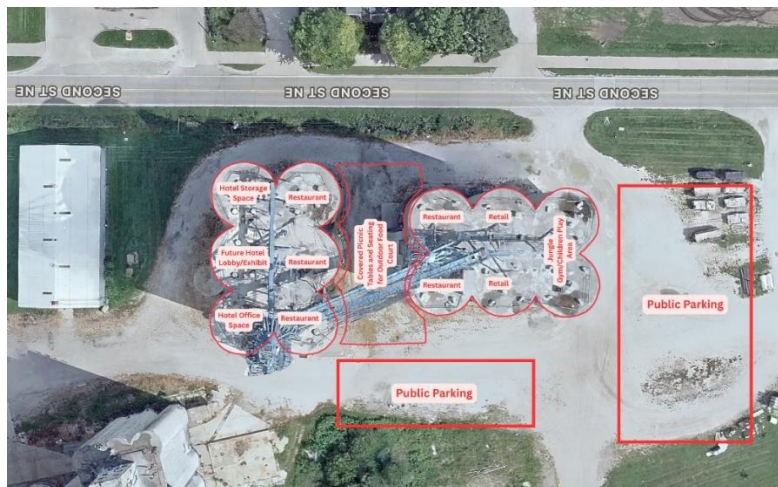 SECOND ST NE
SECOND ST NE
SECOND ST NE
Hotel Storage
Space
Restaurant
Future Hotel
Lobby/Exhibit
Restaurant
Hotel Office
Space
Restaurant
Covered Picnic
Tables and Seating
for Outdoor Food
Court
Restaurant
Retail
Restaurant
Retail
Jungle
Gym/Children Play
Area
Public Parking
Public Parking